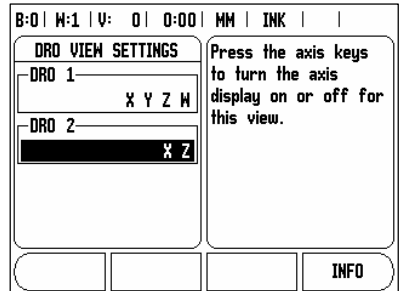 B:0| W:1 |V: 0| 0:00| MM | INK | |
DRO VIEW SETTINGS
DRO 1
X Y Z W
DRO 2
X Z
Press the axis keys
to turn the axis
display on or off for
this view.
INFO